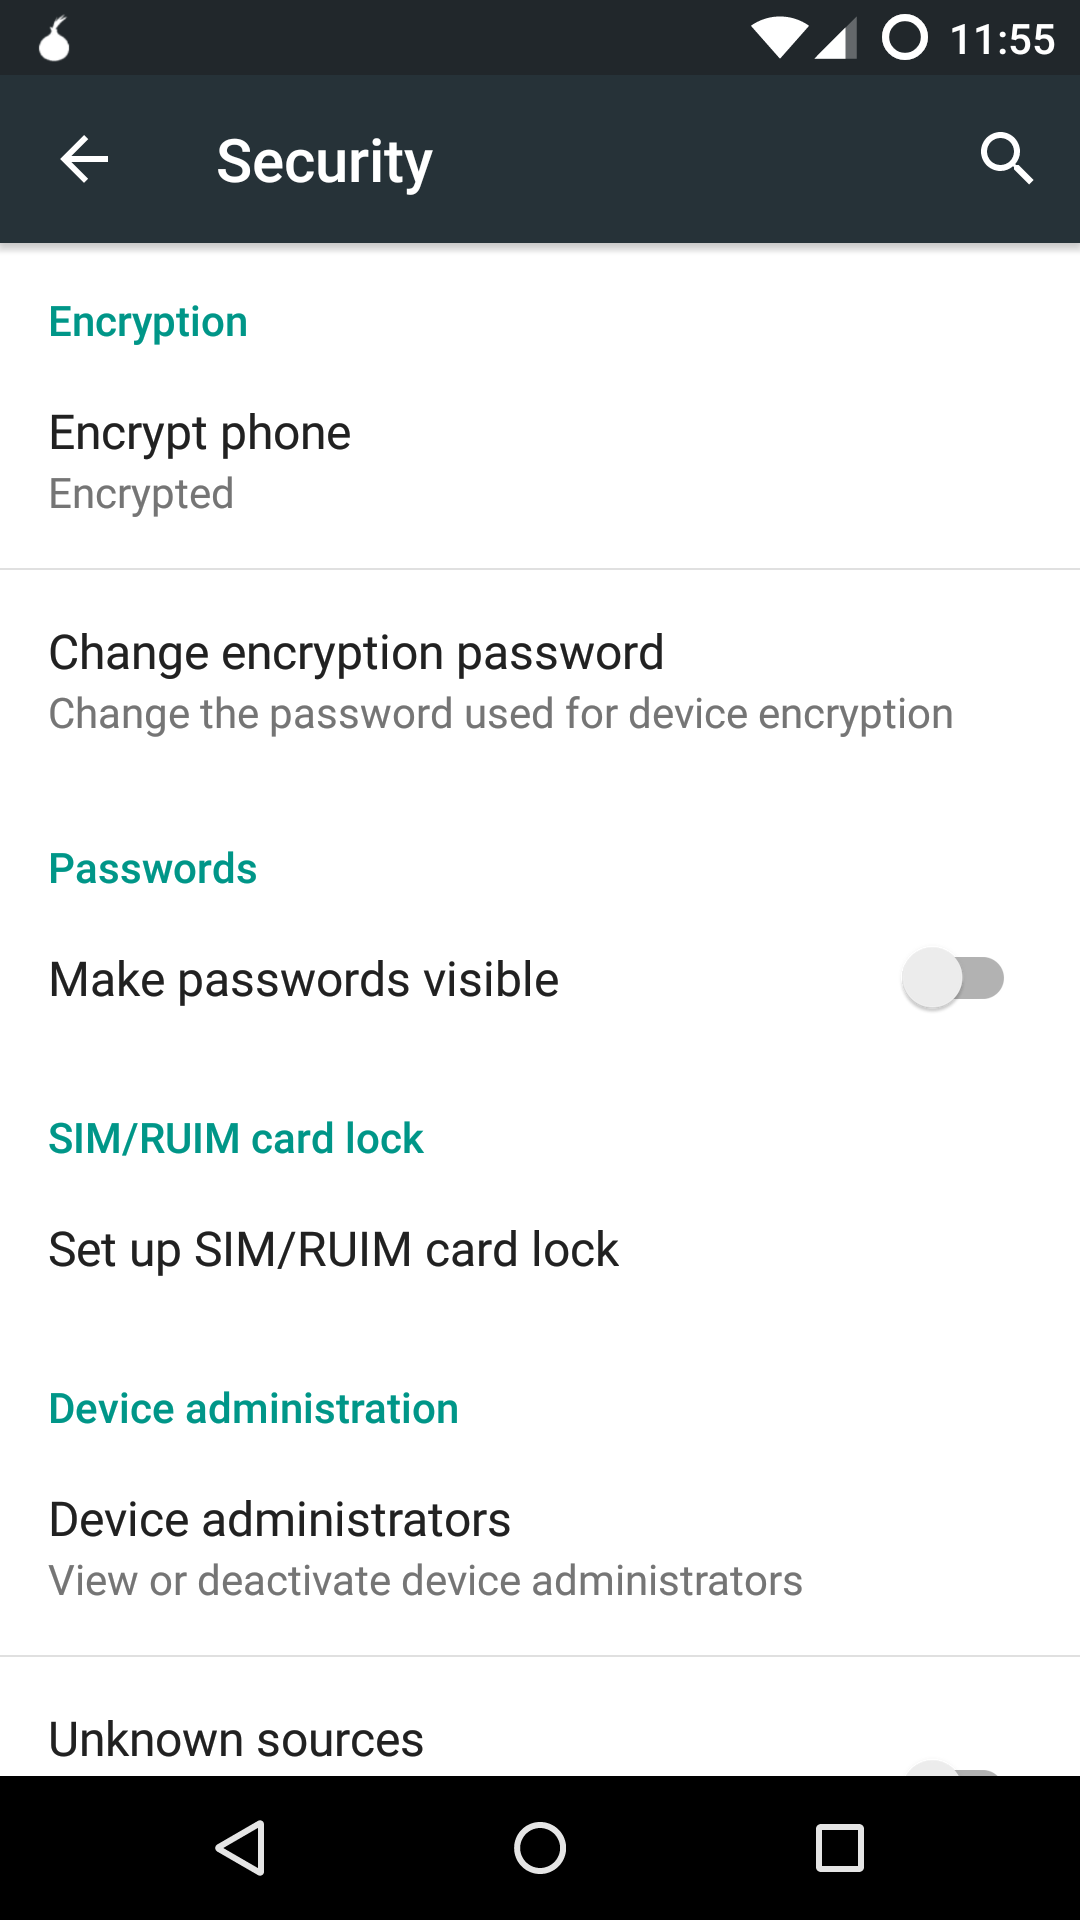 11:55
Security
Encryption
Encrypt phone
Encrypted
Change encryption password
Change the password used for device encryption
Passwords
Make passwords visible
SIM/RUIM card lock
Set up SIM/RUIM card lock
Device administration
Device administrators
View or deactivate device administrators
Unknown sources